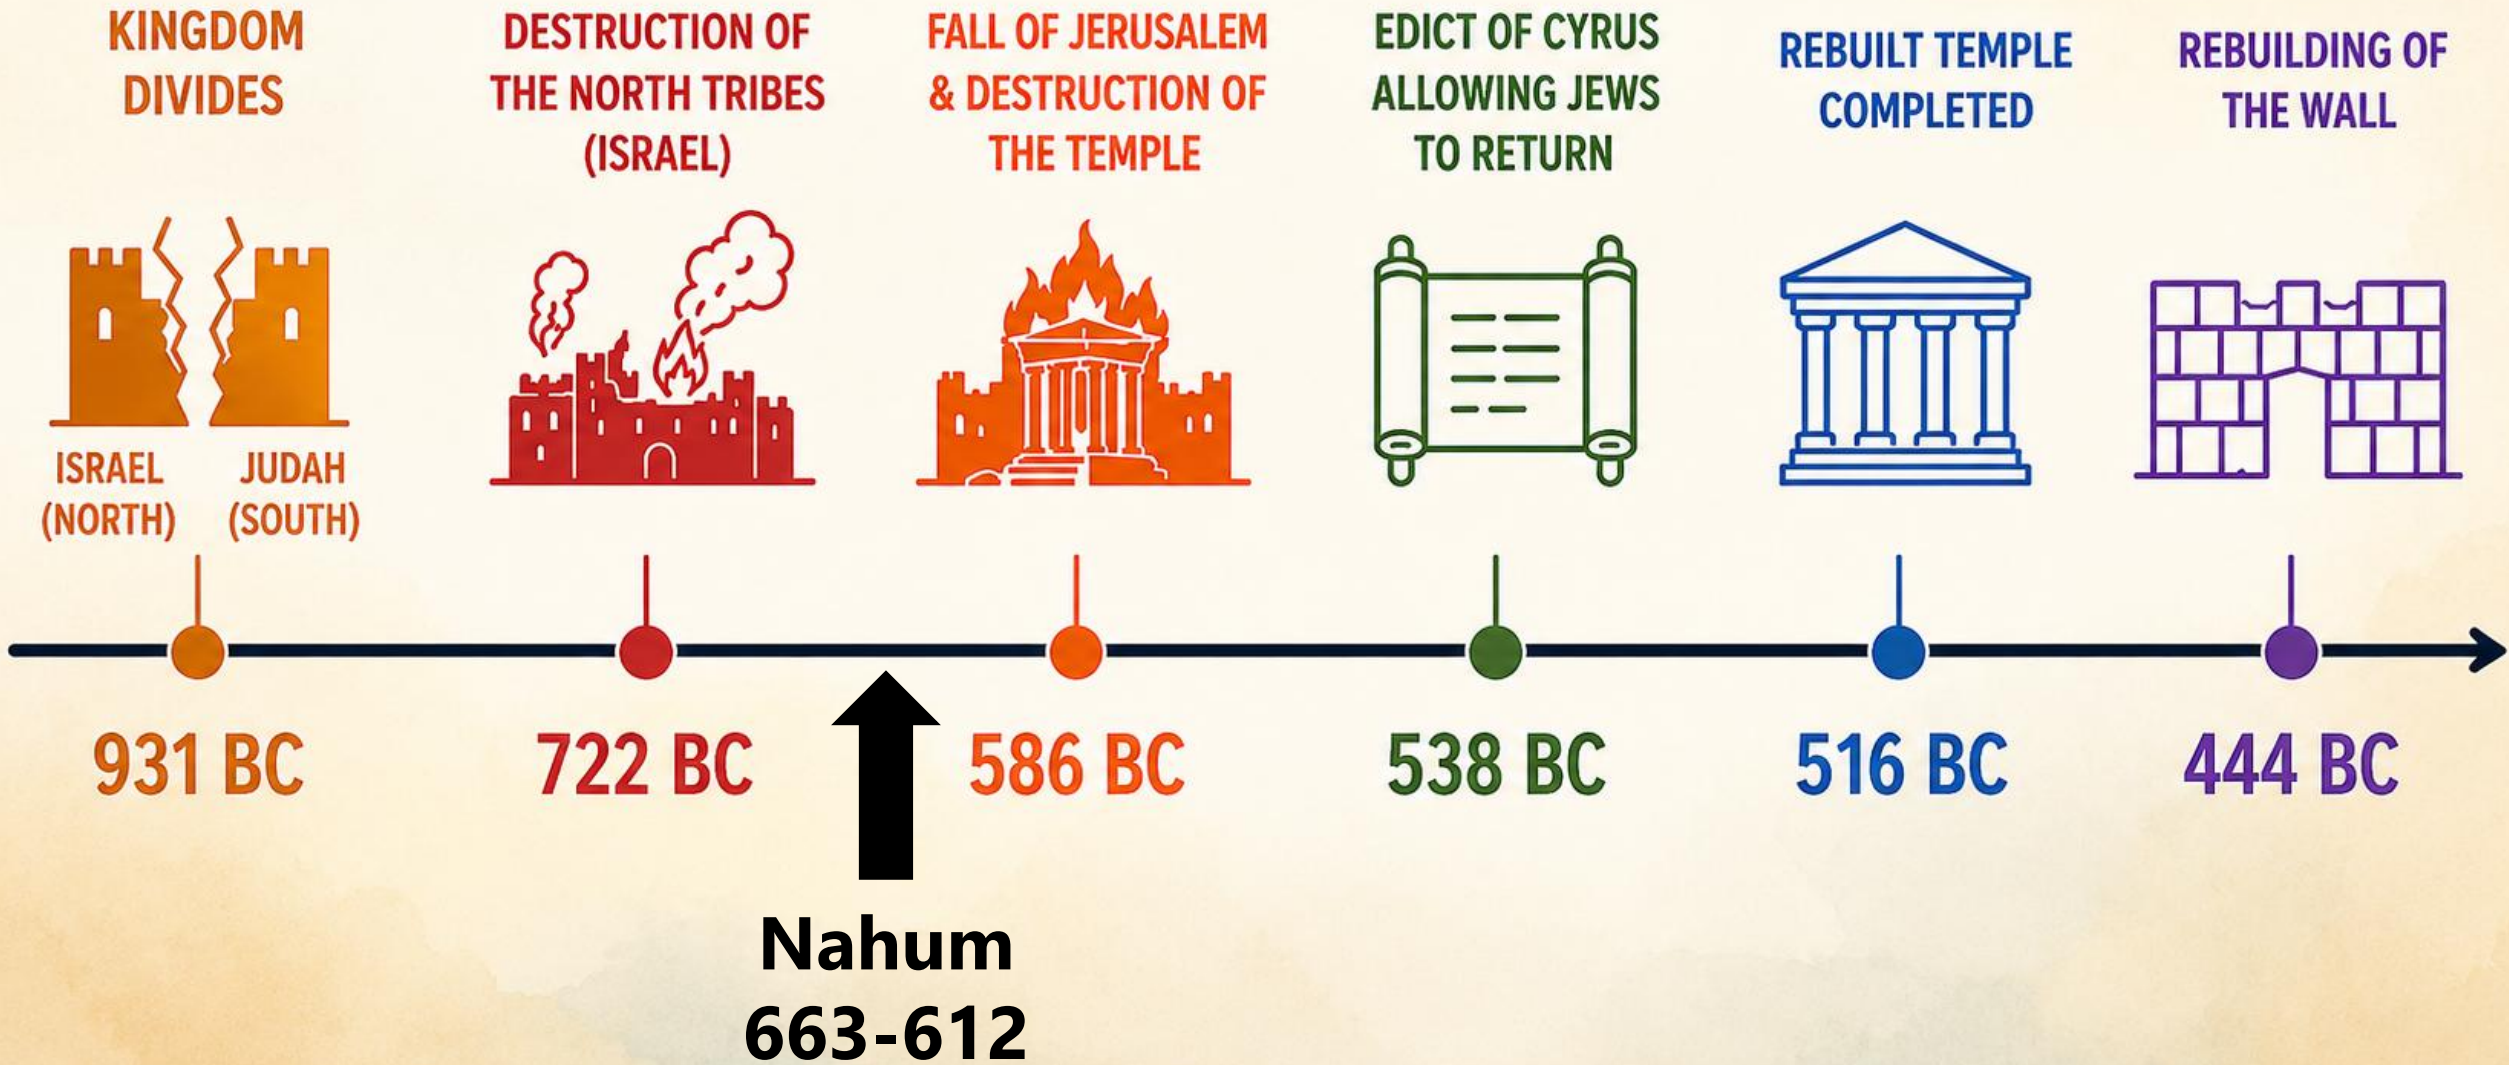 KINGDOM
DIVIDES
ISRAEL
(NORTH)
JUDAH
(SOUTH)
931 BC
DESTRUCTION OF
THE NORTH TRIBES
(ISRAEL)
722 BC
Nahum
663-612
FALL OF JERUSALEM
& DESTRUCTION OF
THE TEMPLE
586 BC
EDICT OF CYRUS
ALLOWING JEWS
TO RETURN
538 BC
REBUILT TEMPLE
COMPLETED
516 BC
REBUILDING OF
THE WALL
444 BC